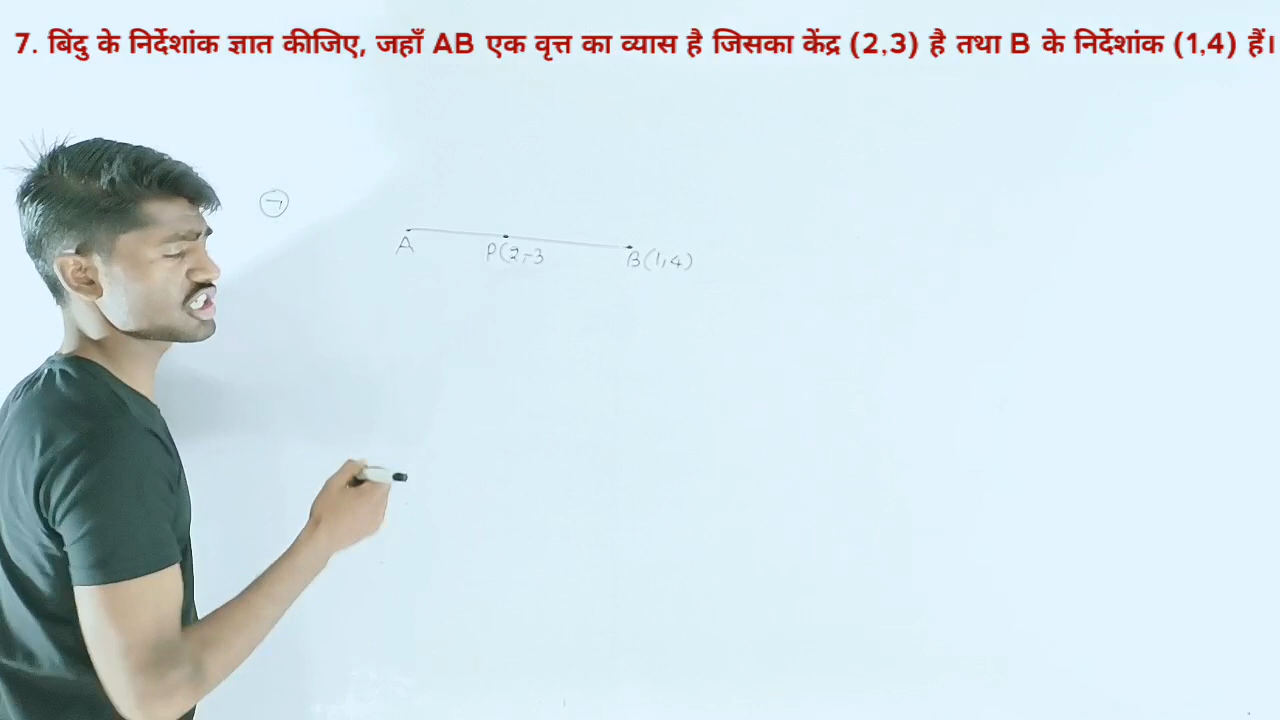 7. बिंदु के निर्देशांक ज्ञात कीजिए, जहाँ AB एक वृत्त का व्यास है जिसका केंद्र (2,3) है तथा B के निर्देशांक (1,4) हैं।
7
A P(2,-3 B(1,4)